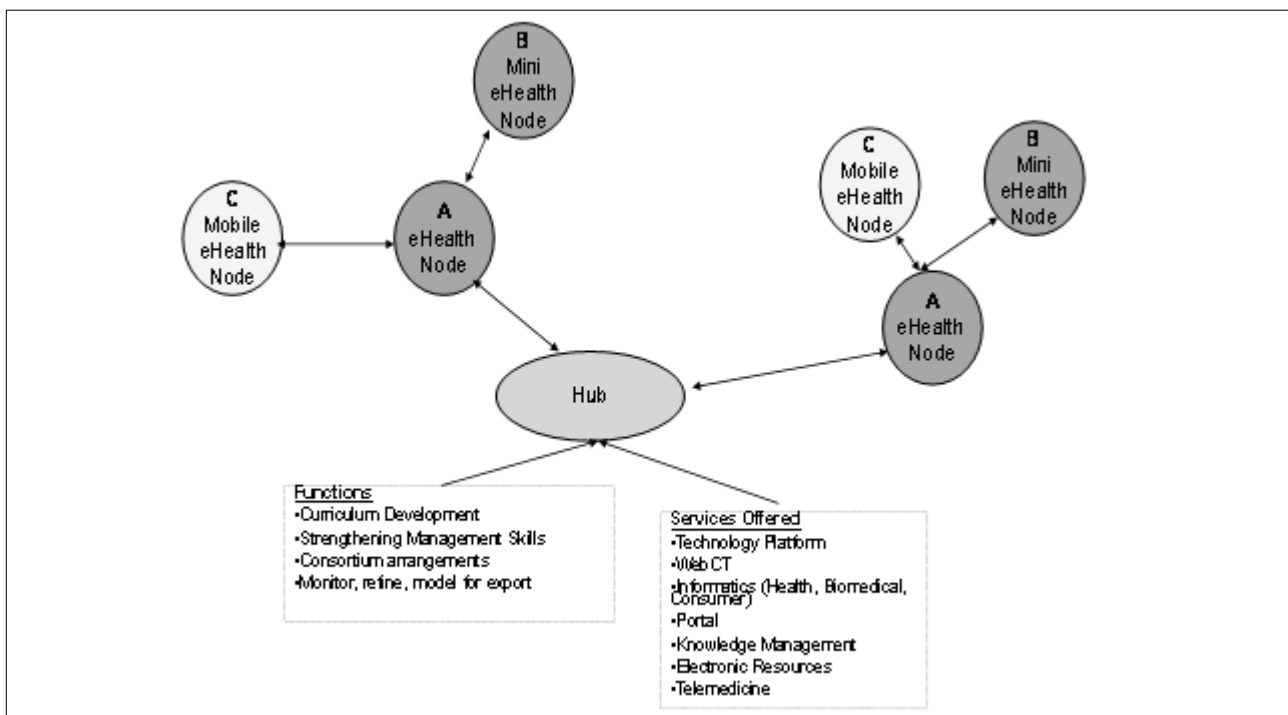 B
Mini
eHealth
Node
C
Mobile
eHealth
Node
A
eHealth
Node
C
Mobile
eHealth
Node
B
Mini
eHealth
Node
A
eHealth
Node
Hub
Functions
•Curriculum Development
•Strengthening Management Skills
•Consortium arrangements
•Monitor, refine, model for export
Services Offered
•Technology Platform
•WebCT
•Informatics (Health, Biomedical,
Consumer)
•Portal
•Knowledge Management
•Electronic Resources
•Telemedicine